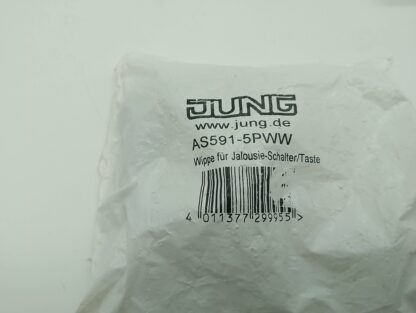 JUNG
www.jung.de
AS591-5PWW
Wippe für Jalousie-Schalter/Taste
4 011377 299955 >